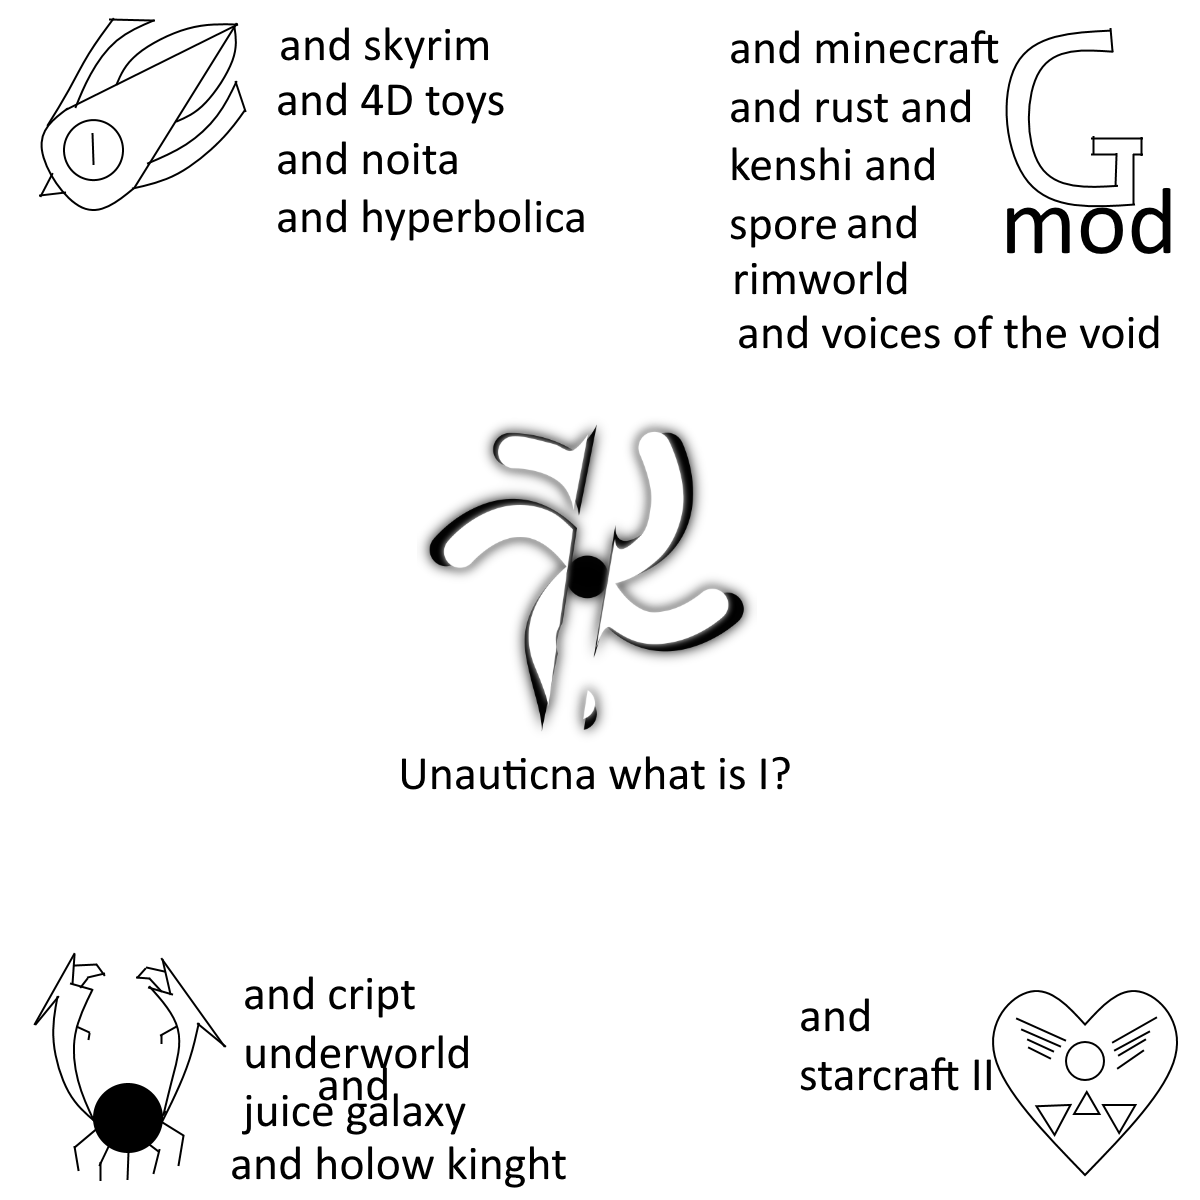 and skyrim
and 4D toys
and noita
and hyperbolica
and minecraft
and rust and
kenshi and
spore and
rimworld
and voices of the void
G
mod
Unauticna what is I?
and cript
underworld
and
juice galaxy
and holow kinght
and
starcraft II